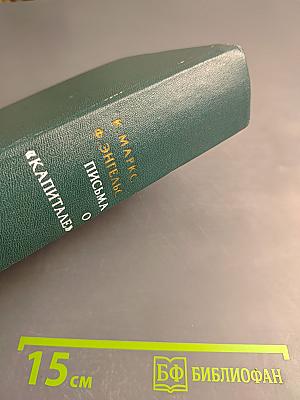 К. МАРКС
Ф. ЭНГЕЛЬС
ПИСЬМА
О
«КАПИТАЛЕ»
15 см
БФ БИБЛИОФАН